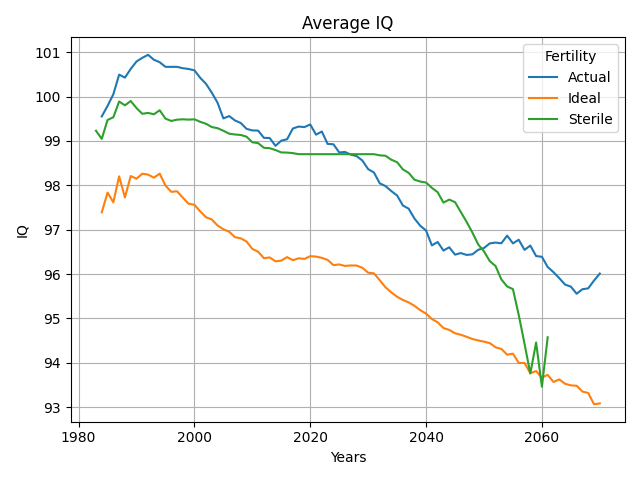 Average IQ
Fertility
Actual
Ideal
Sterile
IQ
101
100
99
98
97
96
95
94
93
1980
2000
2020
2040
2060
Years